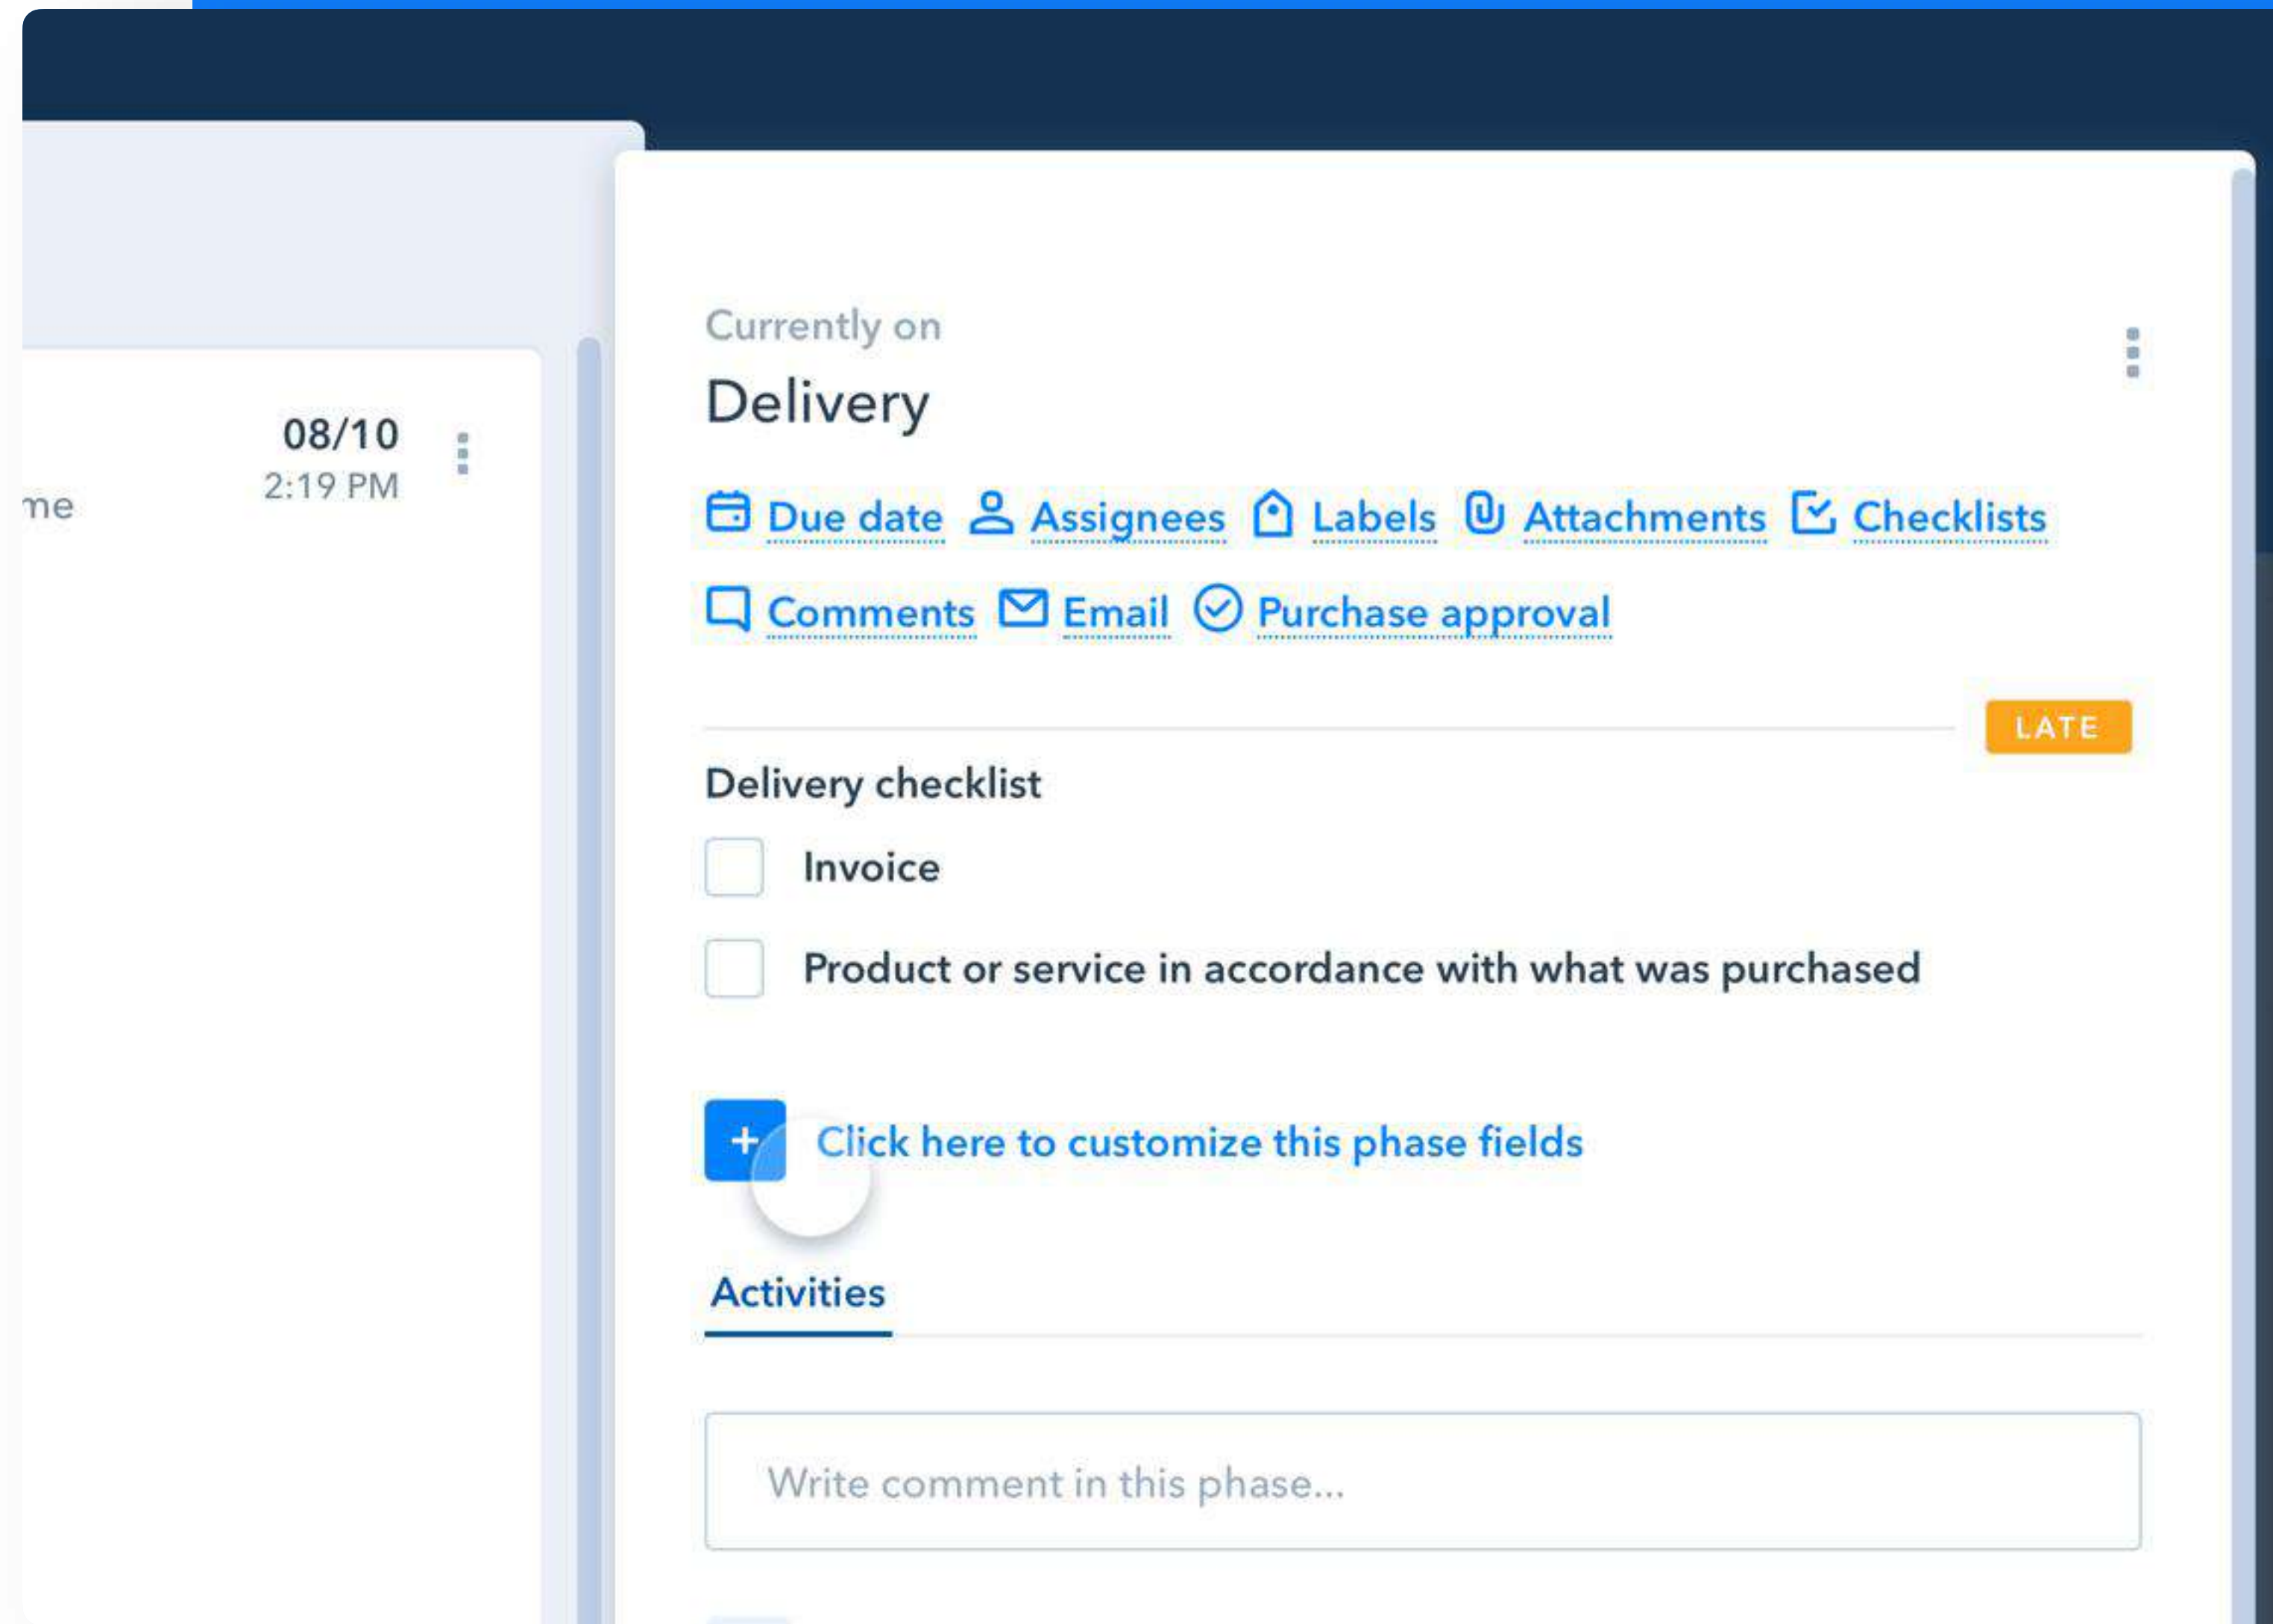 08/10
2:19 PM
Currently on
Delivery
Due date Assignees Labels Attachments Checklists
Comments Email Purchase approval
LATE
Delivery checklist
Invoice
Product or service in accordance with what was purchased
+ Click here to customize this phase fields
Activities
Write comment in this phase...